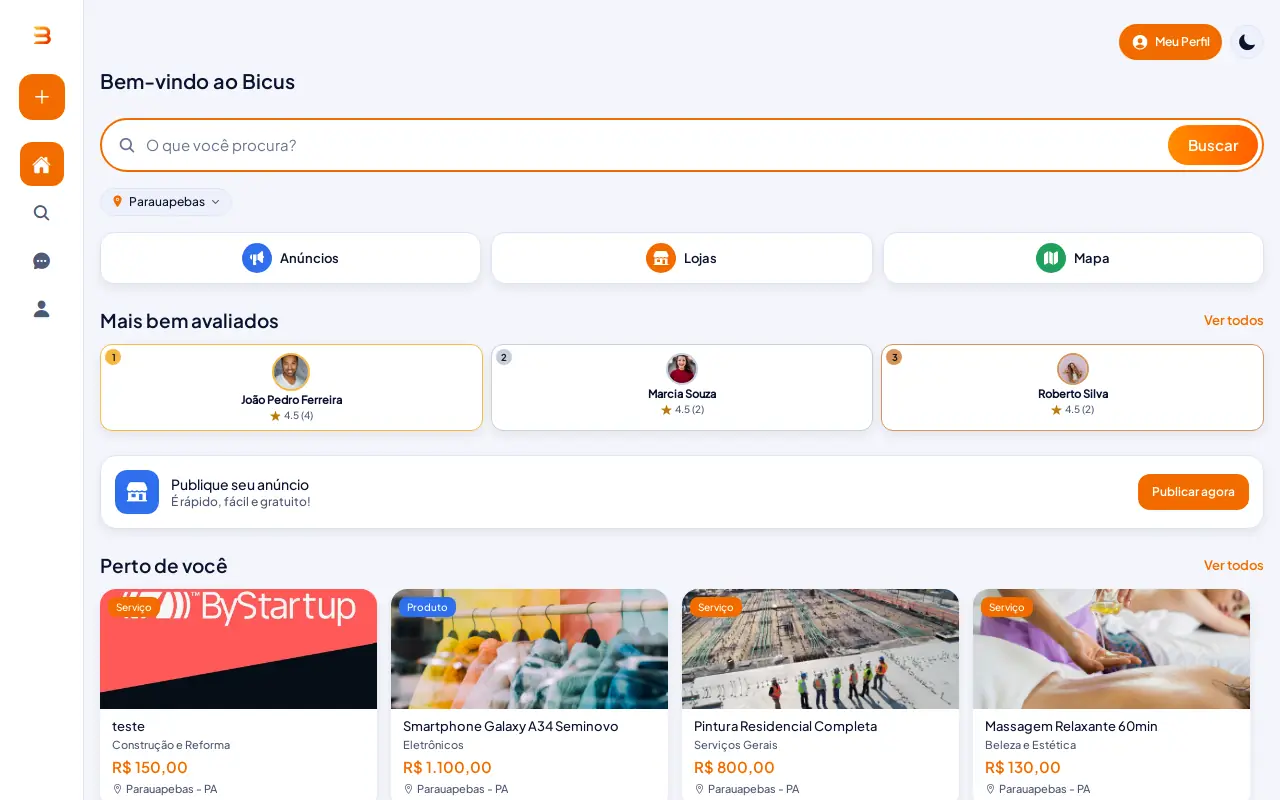 Meu Perfil
Bem-vindo ao Bicus
O que você procura?
Buscar
Parauapebas
Anúncios
Lojas
Mapa
Mais bem avaliados
Ver todos
1
João Pedro Ferreira
4.5 (4)
2
Marcia Souza
4.5 (2)
3
Roberto Silva
4.5 (2)
Publique seu anúncio
É rápido, fácil e gratuito!
Publicar agora
Perto de você
Ver todos
Serviço
ByStartup
™
teste
Construção e Reforma
R$ 150,00
Parauapebas - PA
Produto
Smartphone Galaxy A34 Seminovo
Eletrônicos
R$ 1.100,00
Parauapebas - PA
Serviço
Pintura Residencial Completa
Serviços Gerais
R$ 800,00
Parauapebas - PA
Serviço
Massagem Relaxante 60min
Beleza e Estética
R$ 130,00
Parauapebas - PA